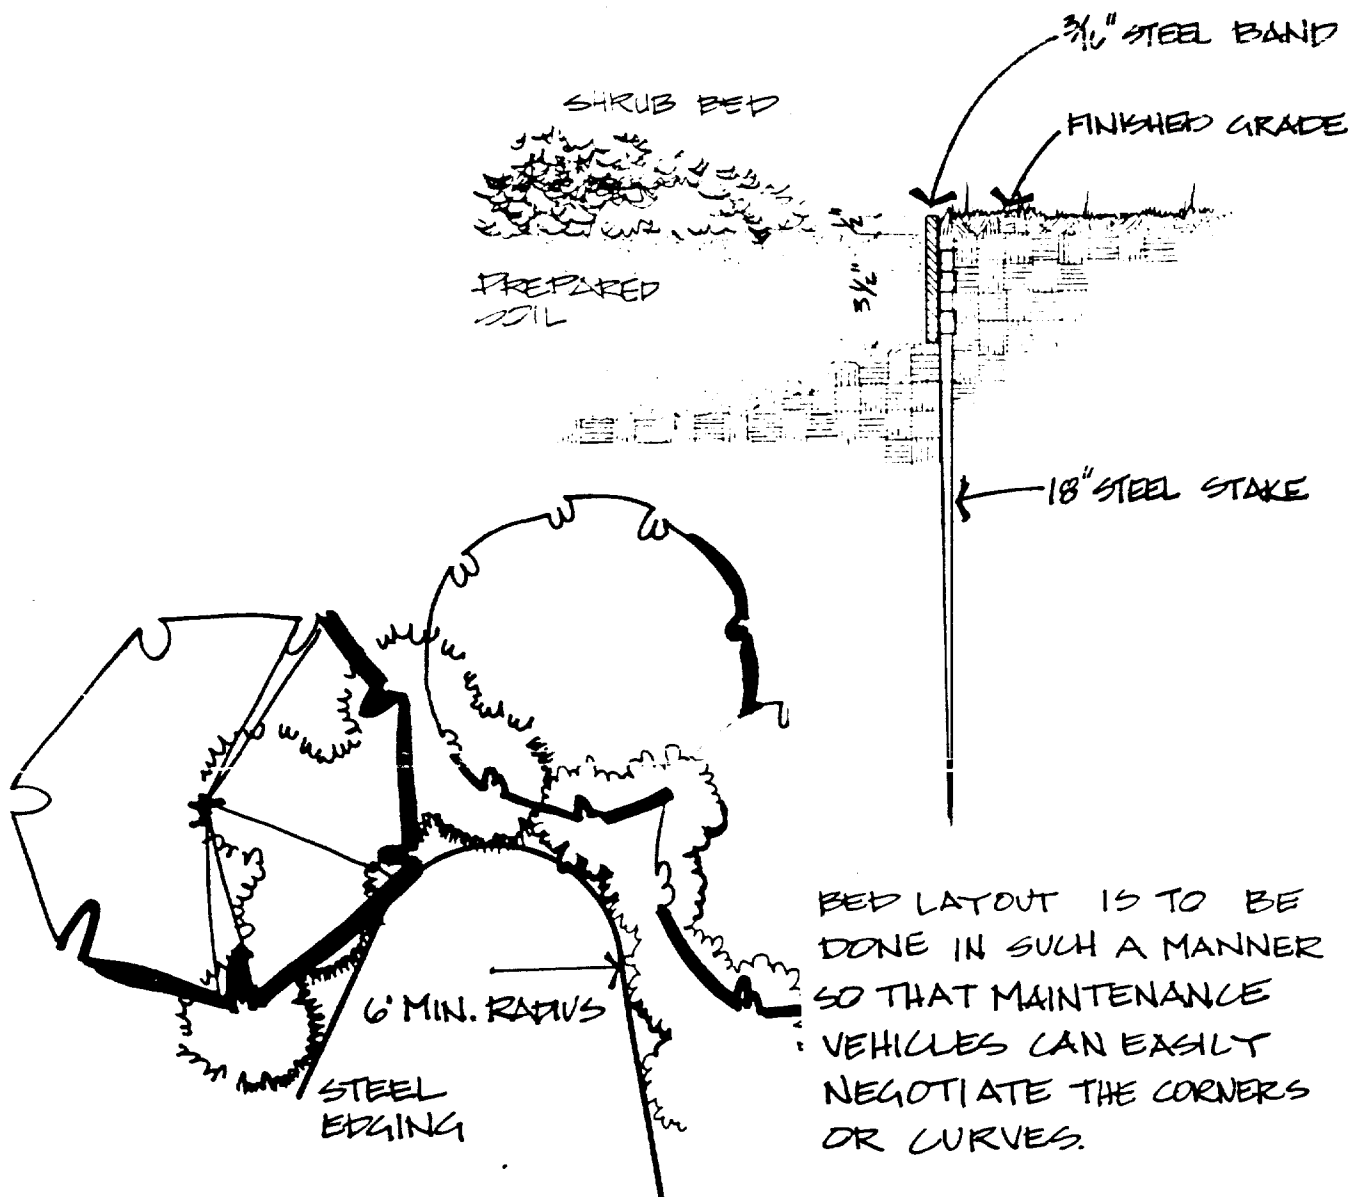 3/16" STEEL BAND
SHRUB BED
FINISHED GRADE
1/2"
PREPARED
SOIL
3 1/2"
18" STEEL STAKE
6' MIN. RADIUS
STEEL
EDGING
BED LAYOUT IS TO BE
DONE IN SUCH A MANNER
SO THAT MAINTENANCE
VEHICLES CAN EASILY
NEGOTIATE THE CORNERS
OR CURVES.